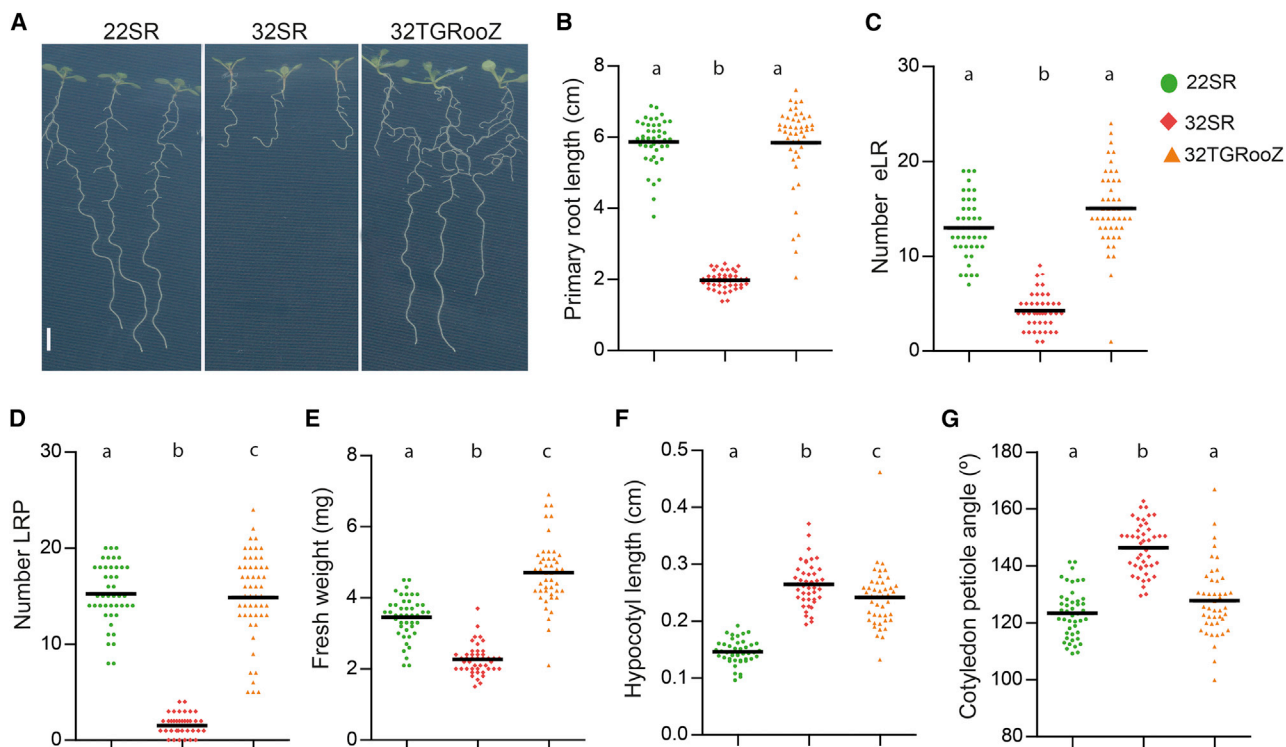 A
22SR 32SR 32TGRooZ
B
Primary root length (cm)
8
6
4
2
0
a b a
C
Number eLR
30
20
10
0
a b a
22SR
32SR
32TGRooZ
D
Number LRP
30
20
10
0
a b c
E
Fresh weight (mg)
8
6
4
2
0
a b c
F
Hypocotyl length (cm)
0.5
0.4
0.3
0.2
0.1
0.0
a b c
G
Cotyledon petiole angle (º)
180
160
140
120
100
80
a b a